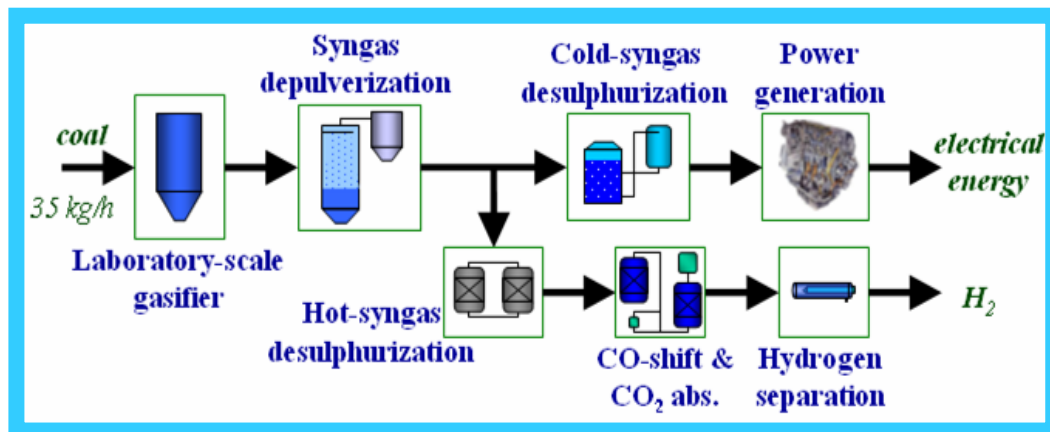 Syngas
depulverization
Cold-syngas
desulphurization
Power
generation
coal
35 kg/h
electrical
energy
Laboratory-scale
gasifier
Hot-syngas
desulphurization
CO-shift &
CO₂ abs.
Hydrogen
separation
H₂